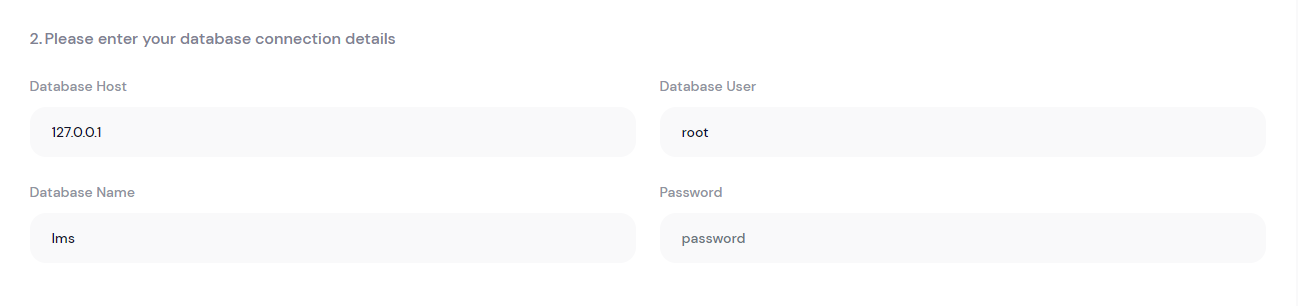 2. Please enter your database connection details
Database Host
Database User
127.0.0.1
root
Database Name
Password
lms
password